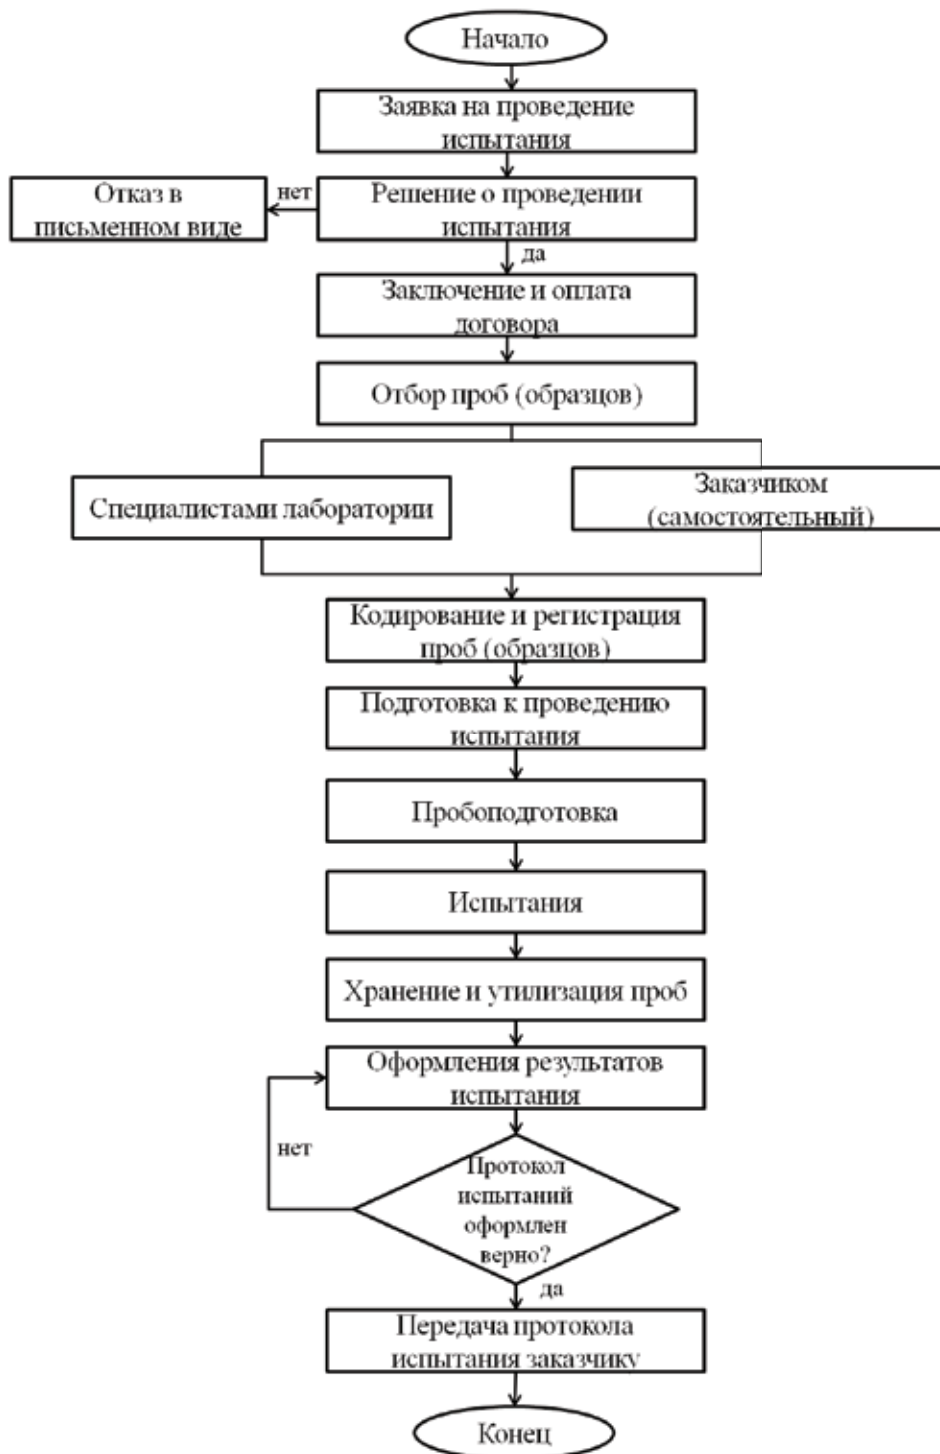 Начало
Заявка на проведение
испытания
Отказ в
письменном виде
нет
Решение о проведении
испытания
да
Заключение и оплата
договора
Отбор проб (образцов)
Специалистами лаборатории
Заказчиком
(самостоятельный)
Кодирование и регистрация
проб (образцов)
Подготовка к проведению
испытания
Пробоподготовка
Испытания
Хранение и утилизация проб
Оформления результатов
испытания
нет
Протокол
испытаний
оформлен
верно?
да
Передача протокола
испытания заказчику
Конец